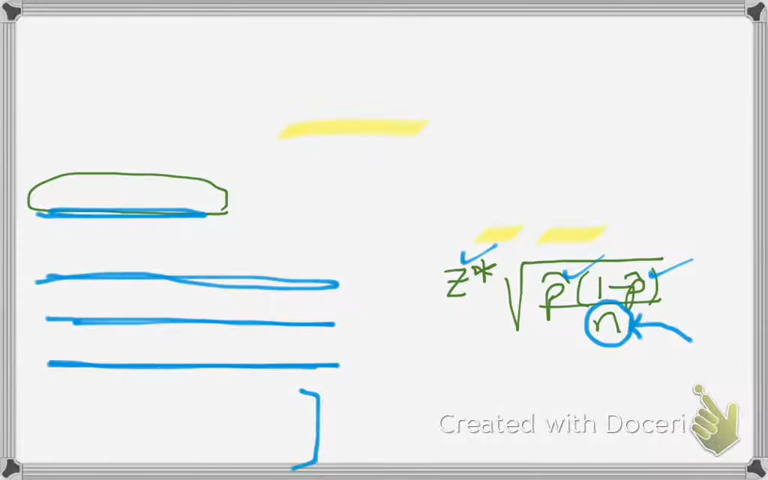 z* √(p̂(1-p̂)/n)
Created with Doceri